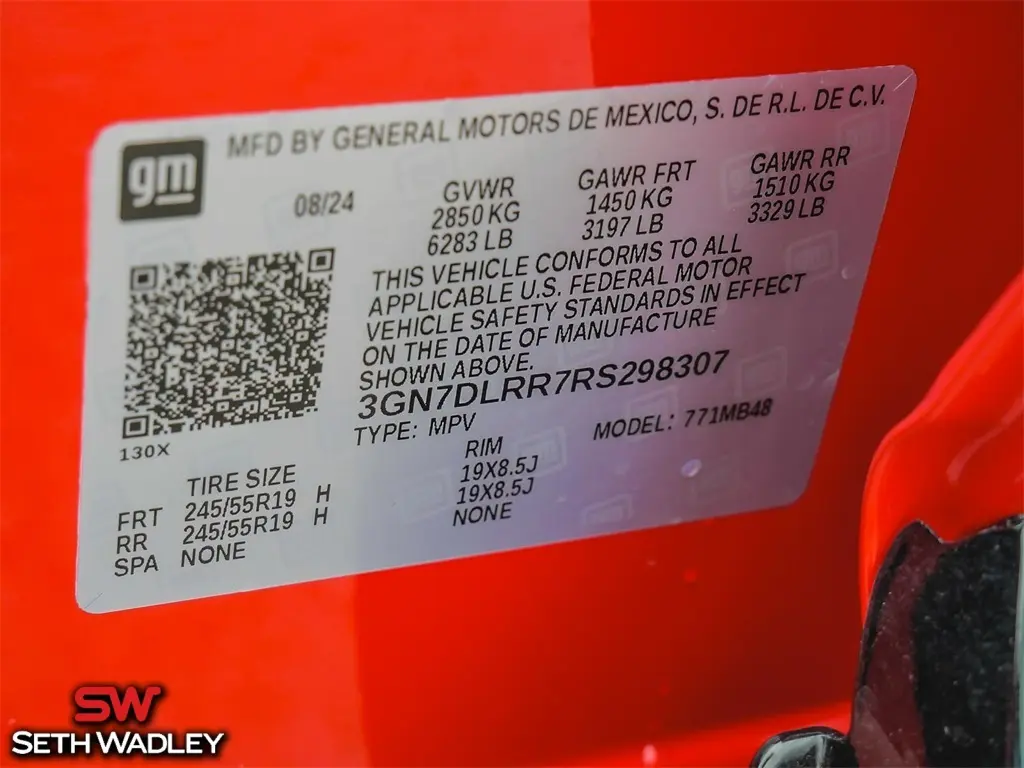 gm
MFD BY GENERAL MOTORS DE MEXICO, S. DE R.L. DE C.V.
08/24
GVWR
2850 KG
6283 LB
GAWR FRT
1450 KG
3197 LB
GAWR RR
1510 KG
3329 LB
THIS VEHICLE CONFORMS TO ALL
APPLICABLE U.S. FEDERAL MOTOR
VEHICLE SAFETY STANDARDS IN EFFECT
ON THE DATE OF MANUFACTURE
SHOWN ABOVE.
3GN7DLRR7RS298307
TYPE: MPV
MODEL: 771MB48
130X
TIRE SIZE RIM
FRT 245/55R19 H 19X8.5J
RR 245/55R19 H 19X8.5J
SPA NONE NONE
SW
SETH WADLEY